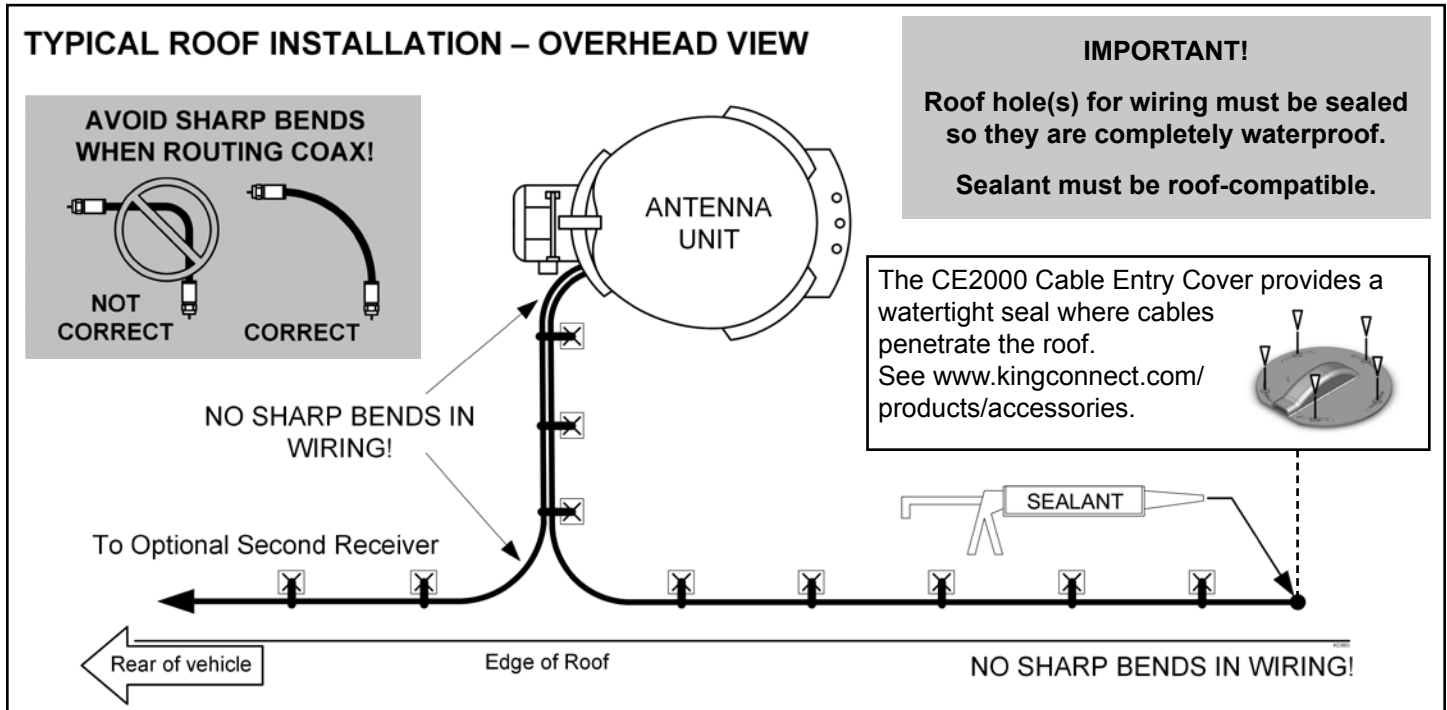 TYPICAL ROOF INSTALLATION – OVERHEAD VIEW
IMPORTANT!
Roof hole(s) for wiring must be sealed
so they are completely waterproof.
Sealant must be roof-compatible.
AVOID SHARP BENDS
WHEN ROUTING COAX!
NOT
CORRECT
CORRECT
ANTENNA
UNIT
The CE2000 Cable Entry Cover provides a
watertight seal where cables
penetrate the roof.
See www.kingconnect.com/
products/accessories.
NO SHARP BENDS IN
WIRING!
SEALANT
To Optional Second Receiver
Rear of vehicle
Edge of Roof
NO SHARP BENDS IN WIRING!